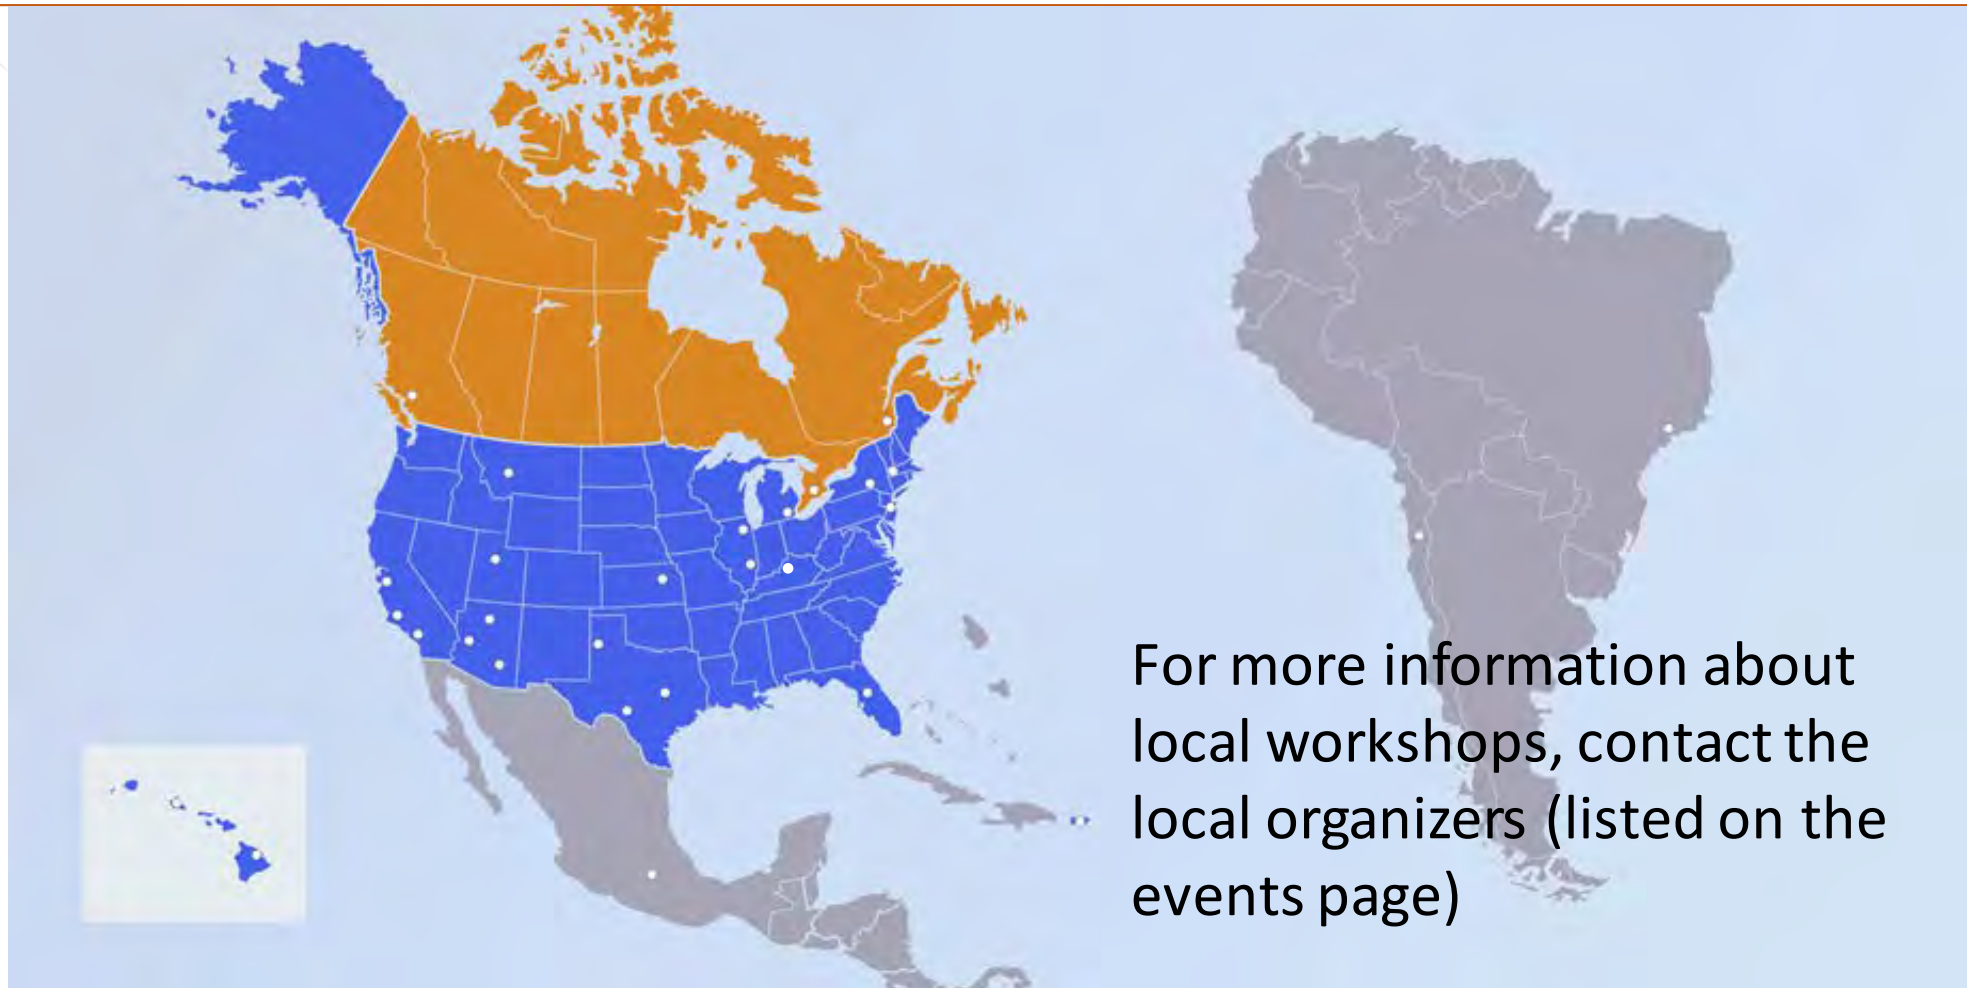 For more information about
local workshops, contact the
local organizers (listed on the
events page)